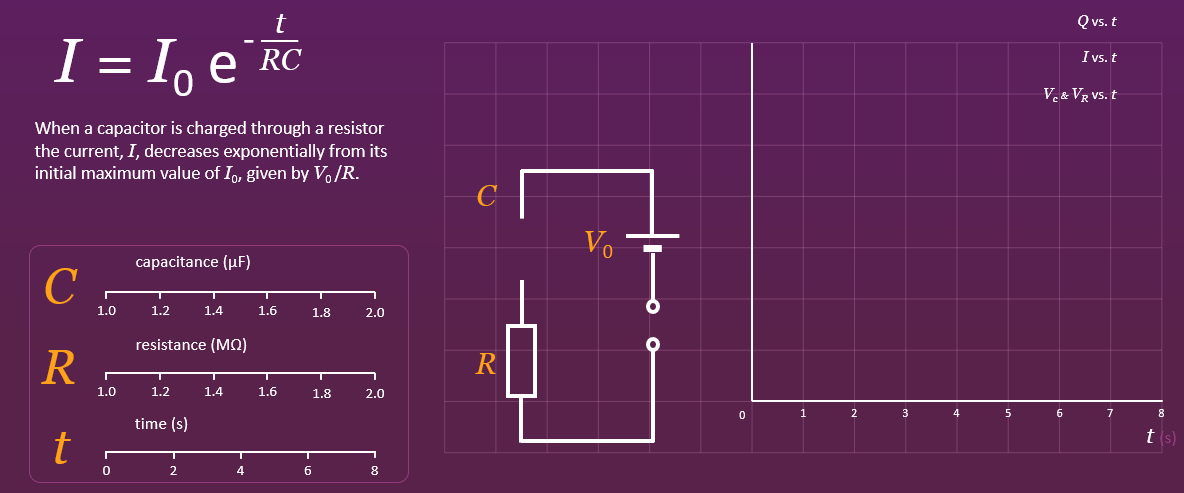 I = I₀ e^-t/RC
When a capacitor is charged through a resistor
the current, I, decreases exponentially from its
initial maximum value of I₀, given by V₀/R.
C
capacitance (µF)
1.0 1.2 1.4 1.6 1.8 2.0
R
resistance (MΩ)
1.0 1.2 1.4 1.6 1.8 2.0
t
time (s)
0 2 4 6 8
C
V₀
R
Q vs. t
I vs. t
V꜀ & V_R vs. t
0 1 2 3 4 5 6 7 8
t (s)